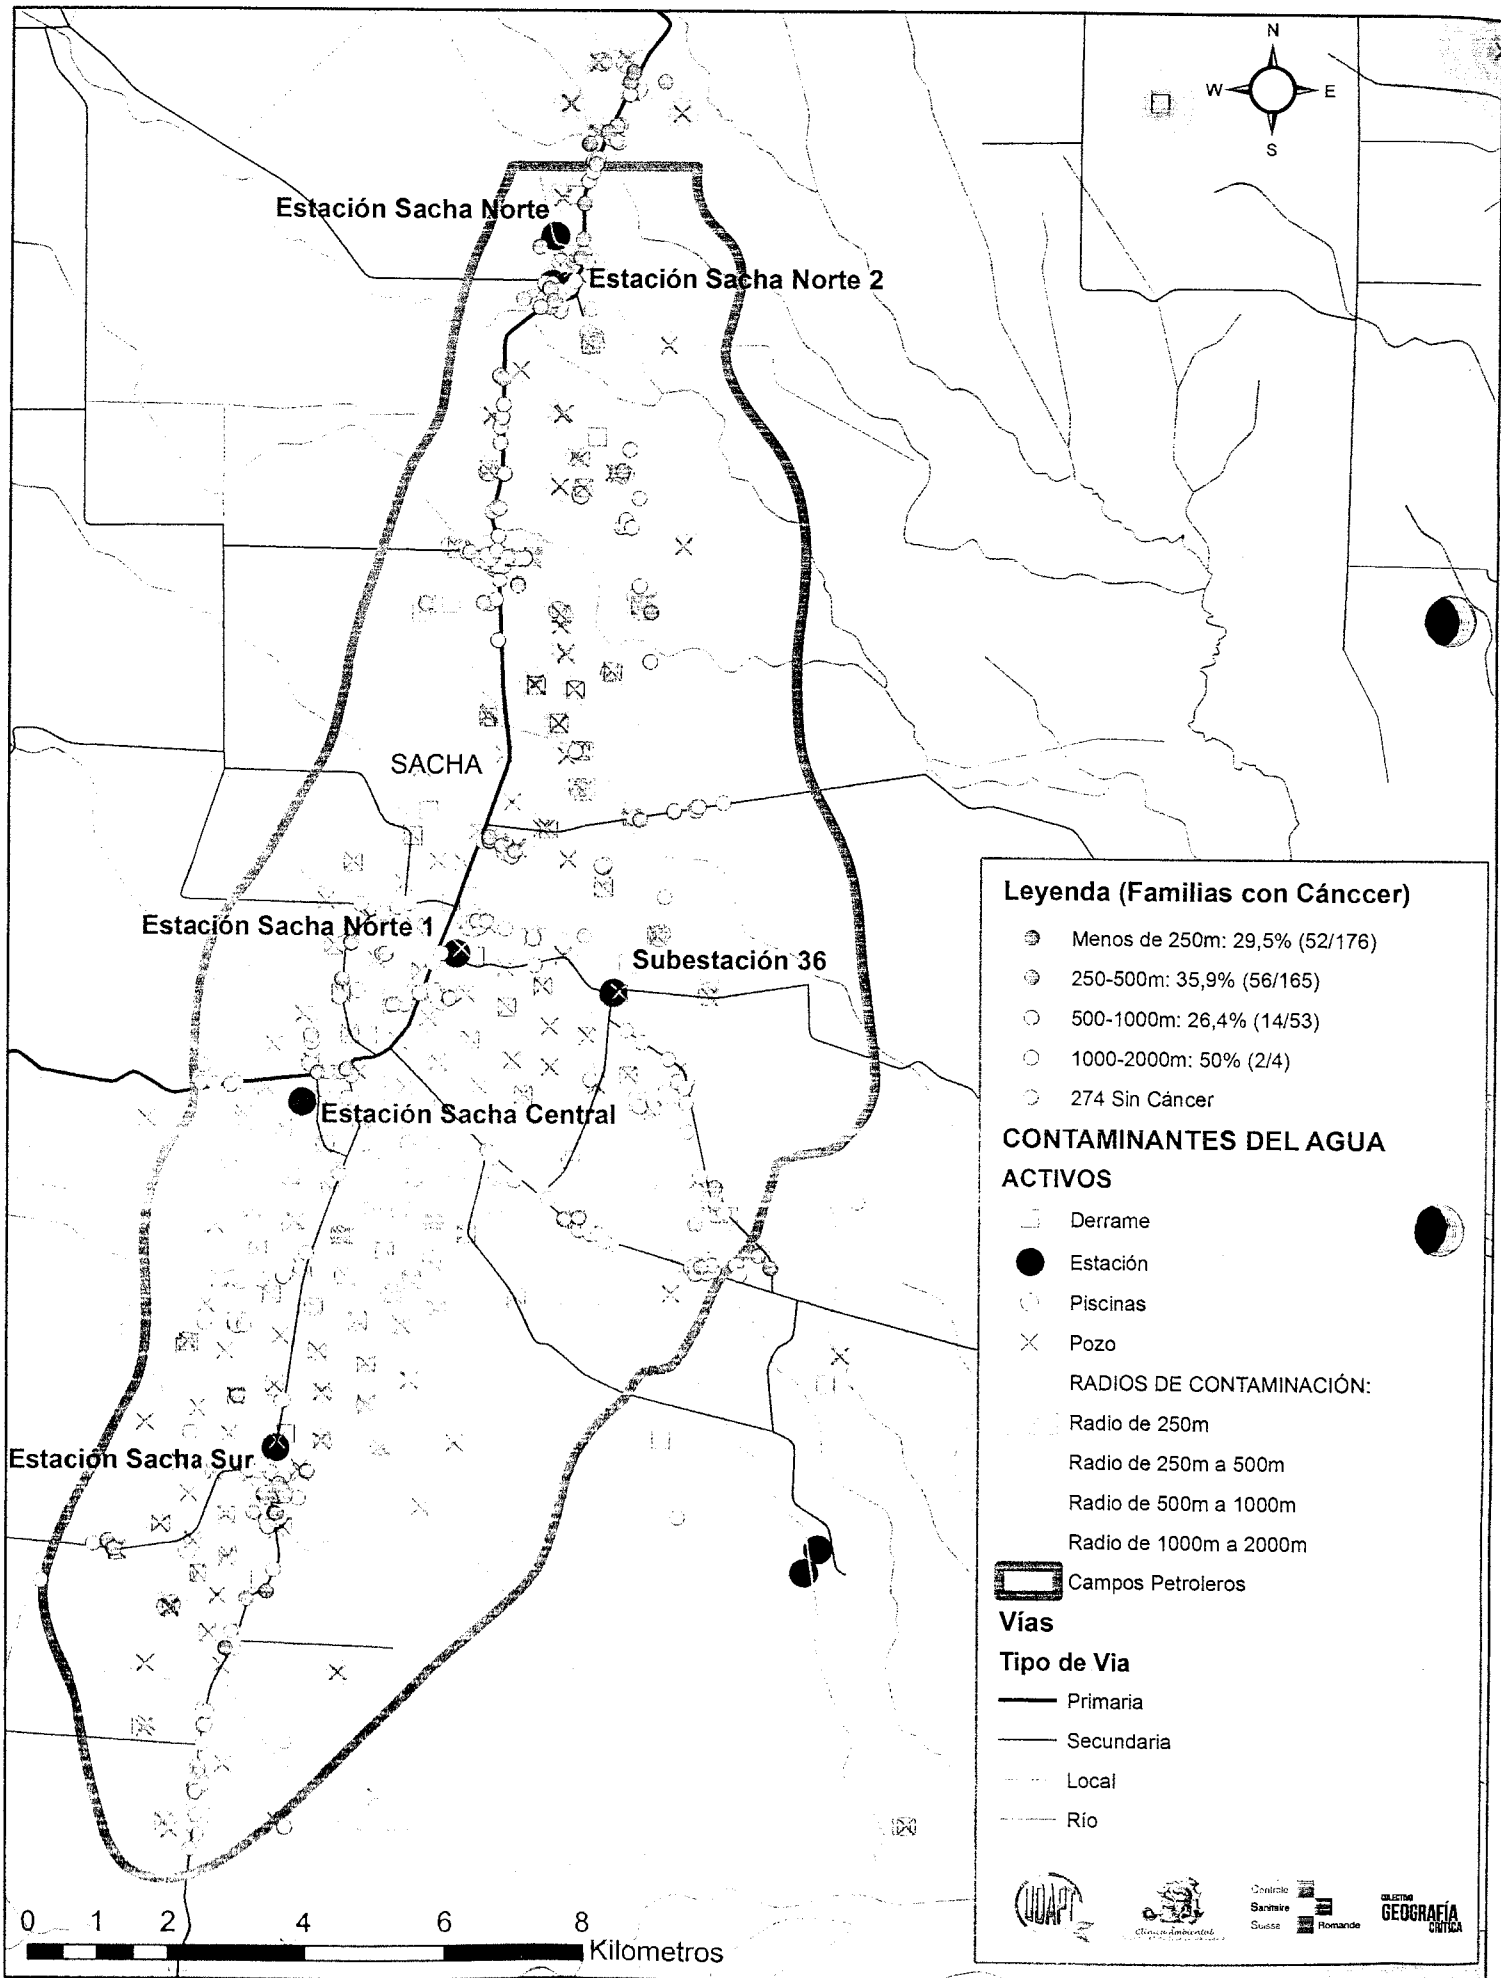 N
W E
S
Estación Sacha Norte
Estación Sacha Norte 2
SACHA
Estación Sacha Norte 1
Subestación 36
Estación Sacha Central
Estación Sacha Sur
0 1 2 4 6 8
Kilometros
Leyenda (Familias con Cánccer)
Menos de 250m: 29,5% (52/176)
250-500m: 35,9% (56/165)
500-1000m: 26,4% (14/53)
1000-2000m: 50% (2/4)
274 Sin Cáncer
CONTAMINANTES DEL AGUA
ACTIVOS
Derrame
Estación
Piscinas
Pozo
RADIOS DE CONTAMINACIÓN:
Radio de 250m
Radio de 250m a 500m
Radio de 500m a 1000m
Radio de 1000m a 2000m
Campos Petroleros
Vías
Tipo de Via
Primaria
Secundaria
Local
Río
UDAPT
Clínica Ambiental
Centrale
Sanitaire
Suisse Romande
COLECTIVO
GEOGRAFÍA
CRÍTICA